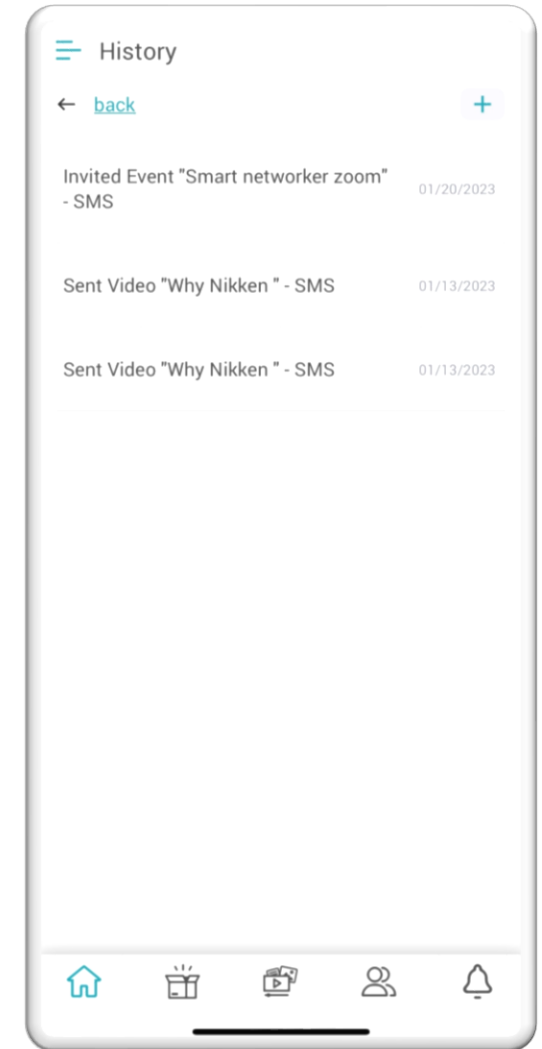 History
← back
+
Invited Event "Smart networker zoom"
- SMS
01/20/2023
Sent Video "Why Nikken " - SMS
01/13/2023
Sent Video "Why Nikken " - SMS
01/13/2023